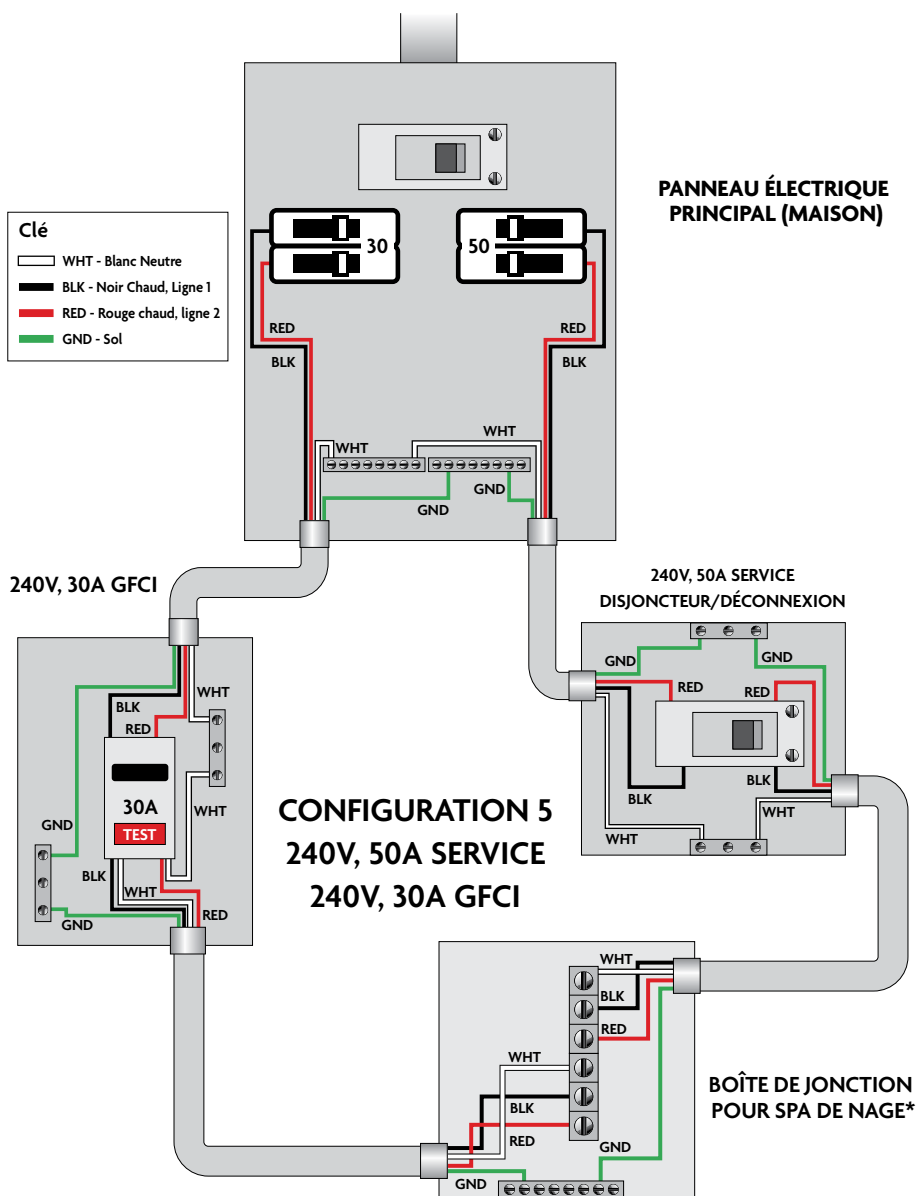 PANNEAU ÉLECTRIQUE
PRINCIPAL (MAISON)
Clé
WHT - Blanc Neutre
BLK - Noir Chaud, Ligne 1
RED - Rouge chaud, ligne 2
GND - Sol
30
50
RED
RED
BLK
BLK
WHT
WHT
GND
GND
240V, 30A GFCI
240V, 50A SERVICE
DISJONCTEUR/DÉCONNEXION
GND
GND
RED
RED
BLK
BLK
WHT
WHT
WHT
BLK
RED
30A
TEST
WHT
GND
BLK
WHT
RED
GND
CONFIGURATION 5
240V, 50A SERVICE
240V, 30A GFCI
WHT
BLK
RED
WHT
BLK
RED
GND
GND
BOÎTE DE JONCTION
POUR SPA DE NAGE*